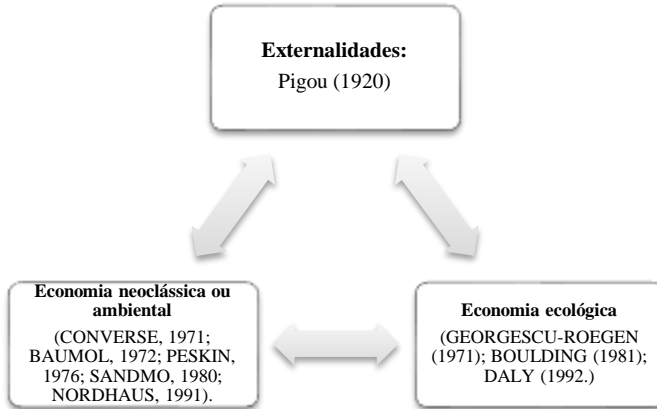 Externalidades:
Pigou (1920)
Economia neoclássica ou
ambiental
(CONVERSE, 1971;
BAUMOL, 1972; PESKIN,
1976; SANDMO, 1980;
NORDHAUS, 1991).
Economia ecológica
(GEORGESCU-ROEGEN
(1971); BOULDING (1981);
DALY (1992.)